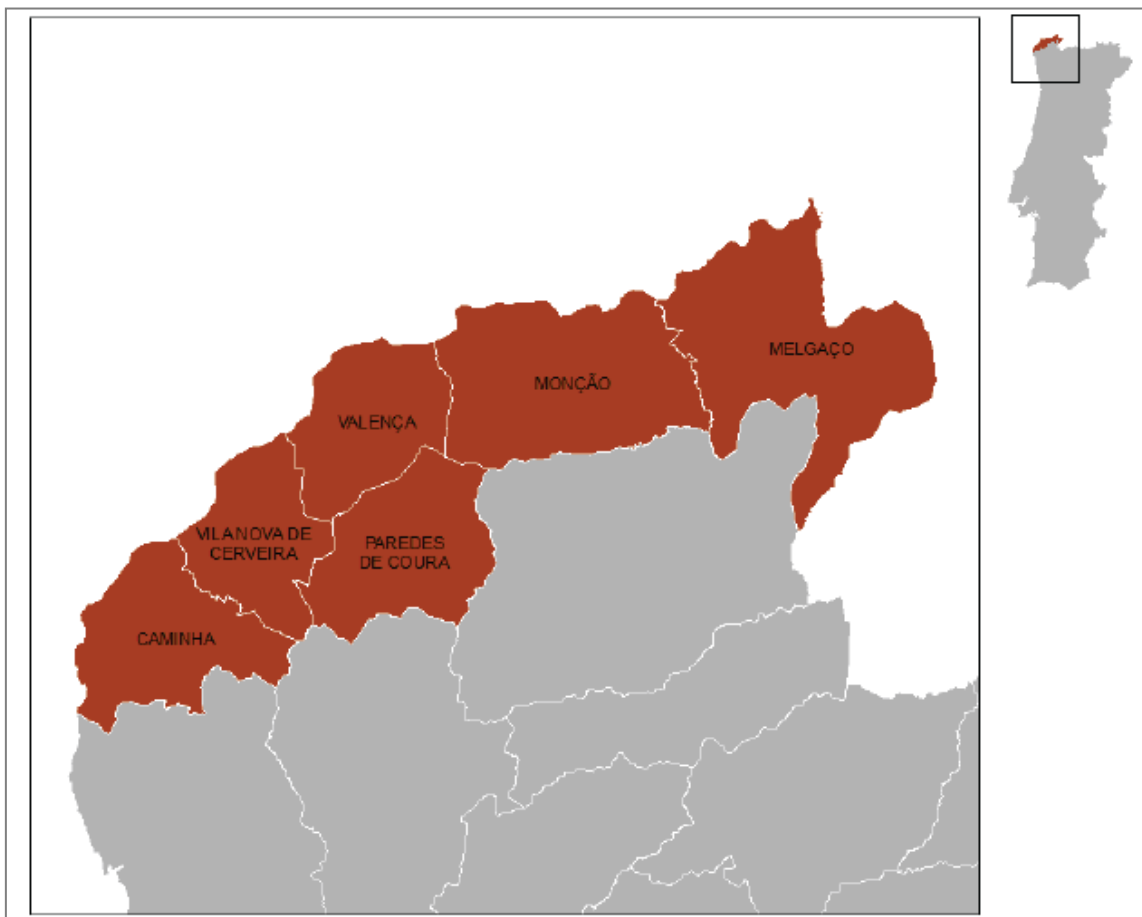 MELGAÇO
MONÇÃO
VALENÇA
VILA NOVA DE
CERVEIRA
PAREDES
DE COURA
CAMINHA